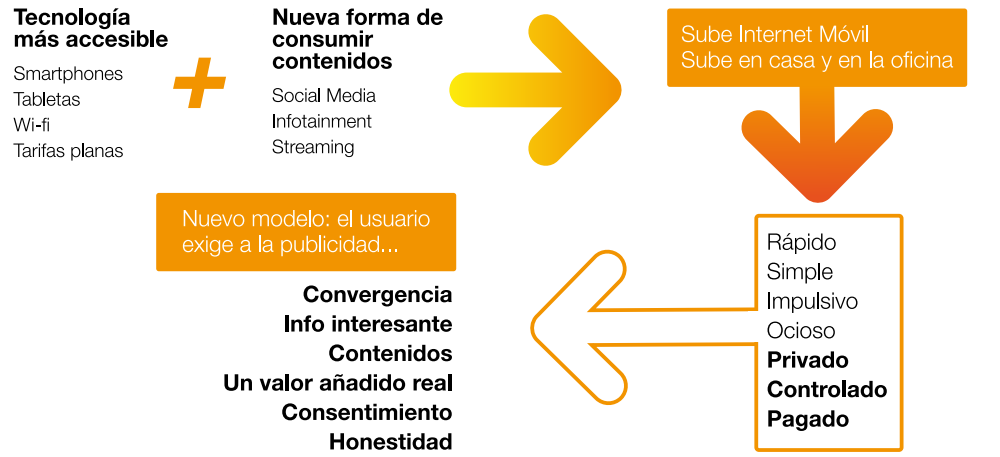 Tecnología
más accesible
Smartphones
Tabletas
Wi-fi
Tarifas planas
+
Nueva forma de
consumir
contenidos
Social Media
Infotainment
Streaming
Sube Internet Móvil
Sube en casa y en la oficina
Rápido
Simple
Impulsivo
Ocioso
Privado
Controlado
Pagado
Nuevo modelo: el usuario
exige a la publicidad...
Convergencia
Info interesante
Contenidos
Un valor añadido real
Consentimiento
Honestidad